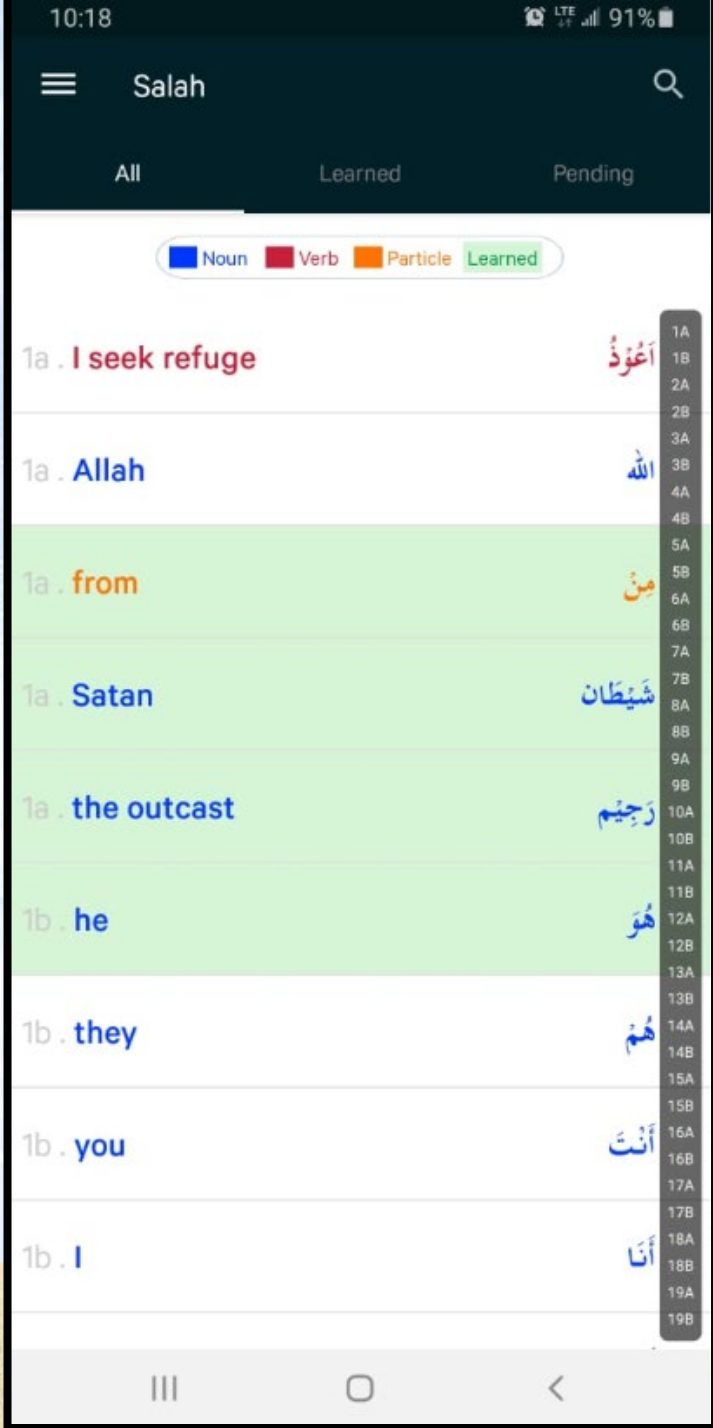 10:18 LTE 91%
Salah
All Learned Pending
Noun Verb Particle Learned
1a . I seek refuge اَعُوْذُ
1a . Allah الله
1a . from مِنْ
1a . Satan شَيْطَان
1a . the outcast رَجِيْم
1b . he هُوَ
1b . they هُمْ
1b . you أَنْتَ
1b . I أَنَا
1A
1B
2A
2B
3A
3B
4A
4B
5A
5B
6A
6B
7A
7B
8A
8B
9A
9B
10A
10B
11A
11B
12A
12B
13A
13B
14A
14B
15A
15B
16A
16B
17A
17B
18A
18B
19A
19B